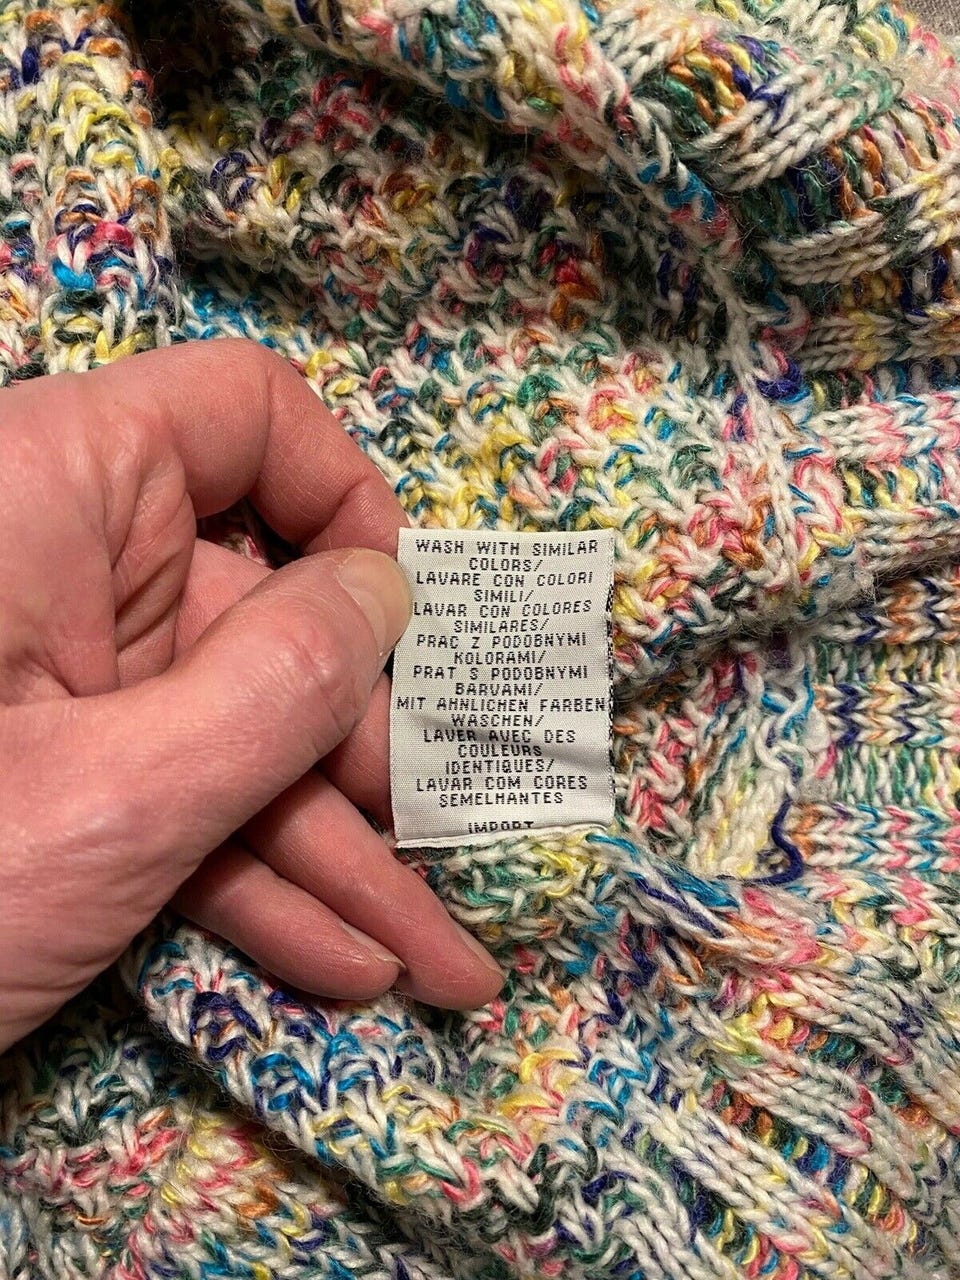 WASH WITH SIMILAR
COLORS/
LAVARE CON COLORI
SIMILI/
LAVAR CON COLORES
SIMILARES/
PRAC Z PODOBNYMI
KOLORAMI/
PRAT S PODOBNYMI
BARVAMI/
MIT AHNLICHEN FARBEN
WASCHEN/
LAVER AVEC DES
COULEURS
IDENTIQUES/
LAVAR COM CORES
SEMELHANTES
IMPORT